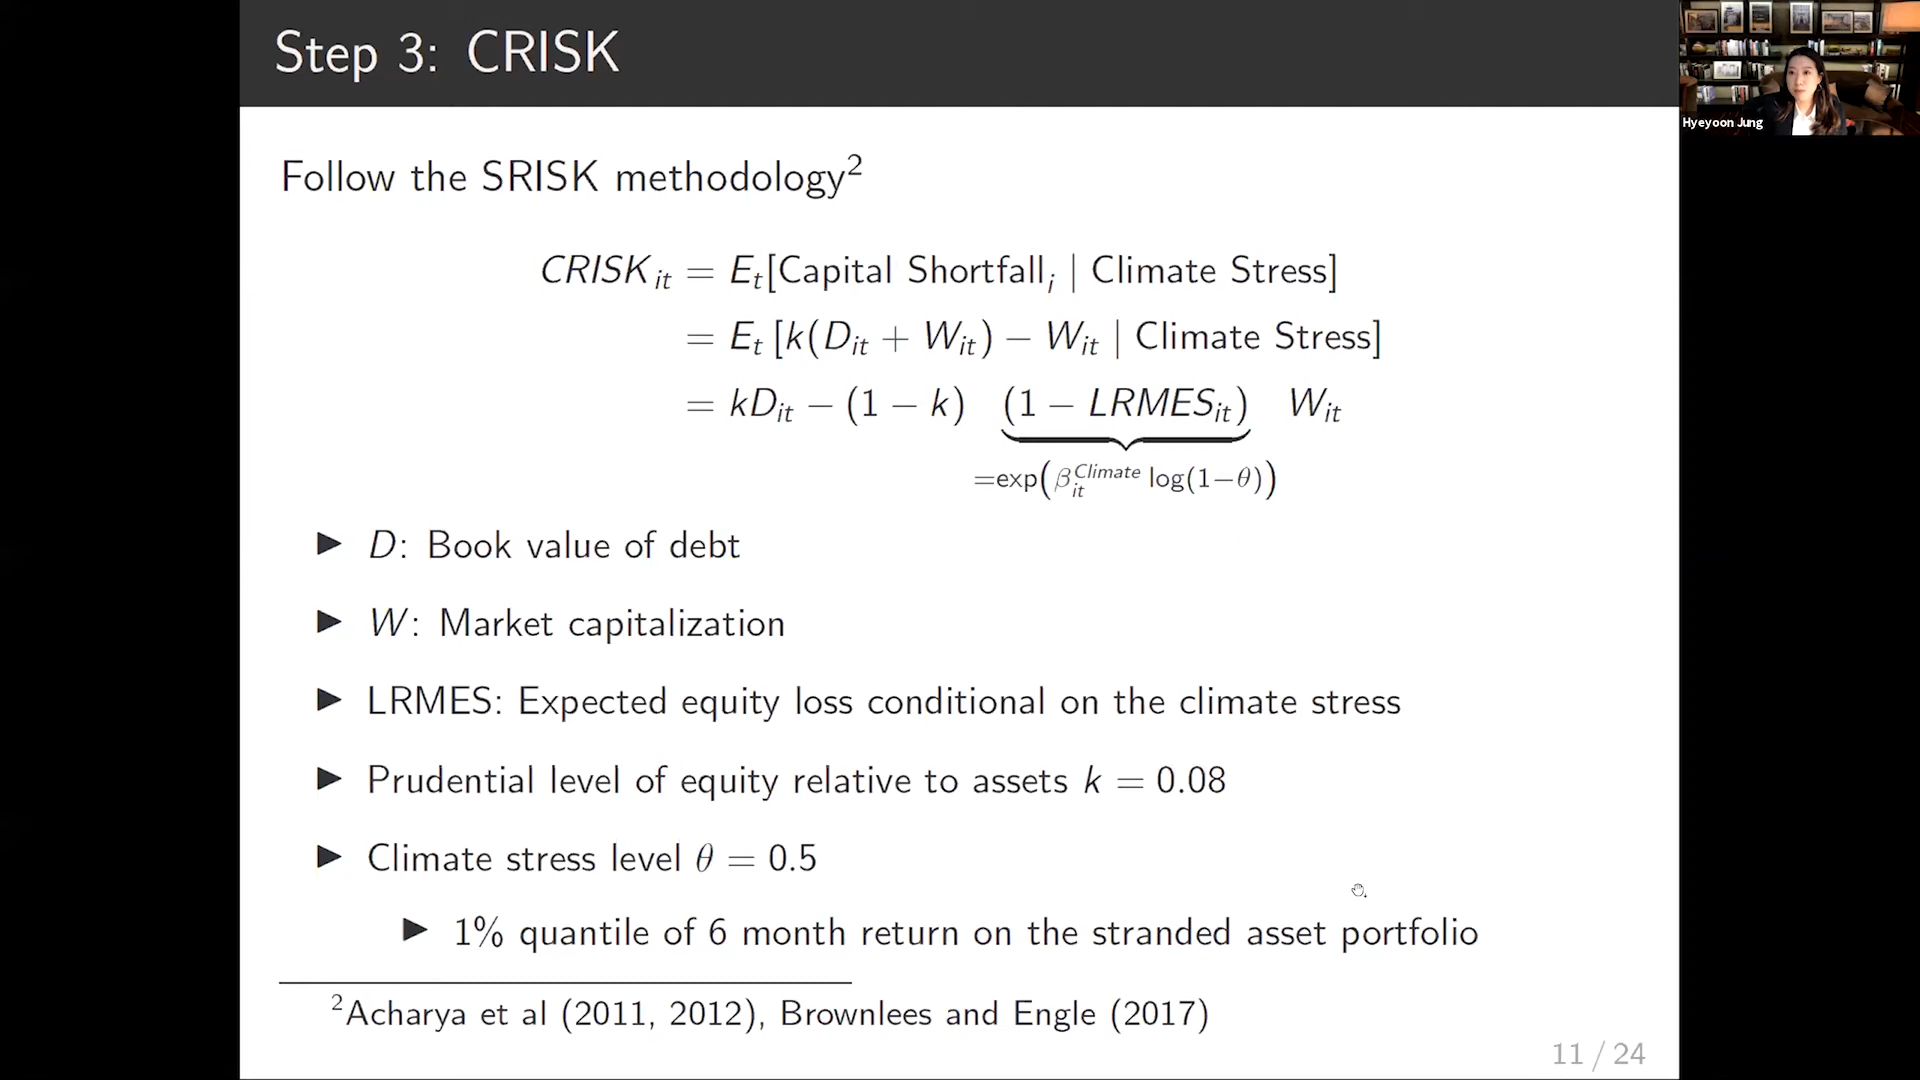 Step 3: CRISK
Hyeyoon Jung
Follow the SRISK methodology²
CRISK_it = E_t[Capital Shortfall_i | Climate Stress]
= E_t [k(D_it + W_it) − W_it | Climate Stress]
= kD_it − (1 − k) (1 − LRMES_it) W_it
=exp(β_it^Climate log(1−θ))
▶ D: Book value of debt
▶ W: Market capitalization
▶ LRMES: Expected equity loss conditional on the climate stress
▶ Prudential level of equity relative to assets k = 0.08
▶ Climate stress level θ = 0.5
▶ 1% quantile of 6 month return on the stranded asset portfolio
²Acharya et al (2011, 2012), Brownlees and Engle (2017)
11 / 24